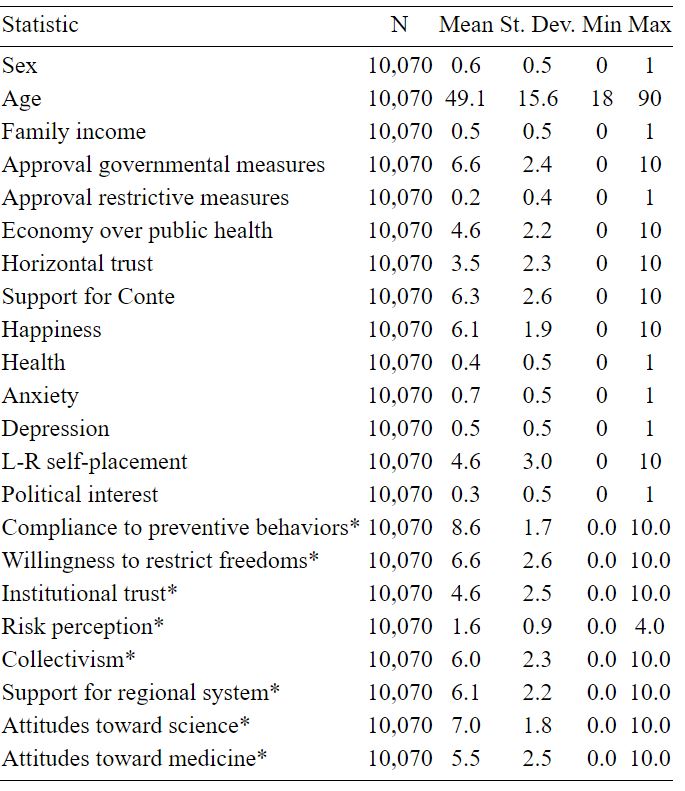 Statistic N Mean St. Dev. Min Max
Sex 10,070 0.6 0.5 0 1
Age 10,070 49.1 15.6 18 90
Family income 10,070 0.5 0.5 0 1
Approval governmental measures 10,070 6.6 2.4 0 10
Approval restrictive measures 10,070 0.2 0.4 0 1
Economy over public health 10,070 4.6 2.2 0 10
Horizontal trust 10,070 3.5 2.3 0 10
Support for Conte 10,070 6.3 2.6 0 10
Happiness 10,070 6.1 1.9 0 10
Health 10,070 0.4 0.5 0 1
Anxiety 10,070 0.7 0.5 0 1
Depression 10,070 0.5 0.5 0 1
L-R self-placement 10,070 4.6 3.0 0 10
Political interest 10,070 0.3 0.5 0 1
Compliance to preventive behaviors* 10,070 8.6 1.7 0.0 10.0
Willingness to restrict freedoms* 10,070 6.6 2.6 0.0 10.0
Institutional trust* 10,070 4.6 2.5 0.0 10.0
Risk perception* 10,070 1.6 0.9 0.0 4.0
Collectivism* 10,070 6.0 2.3 0.0 10.0
Support for regional system* 10,070 6.1 2.2 0.0 10.0
Attitudes toward science* 10,070 7.0 1.8 0.0 10.0
Attitudes toward medicine* 10,070 5.5 2.5 0.0 10.0